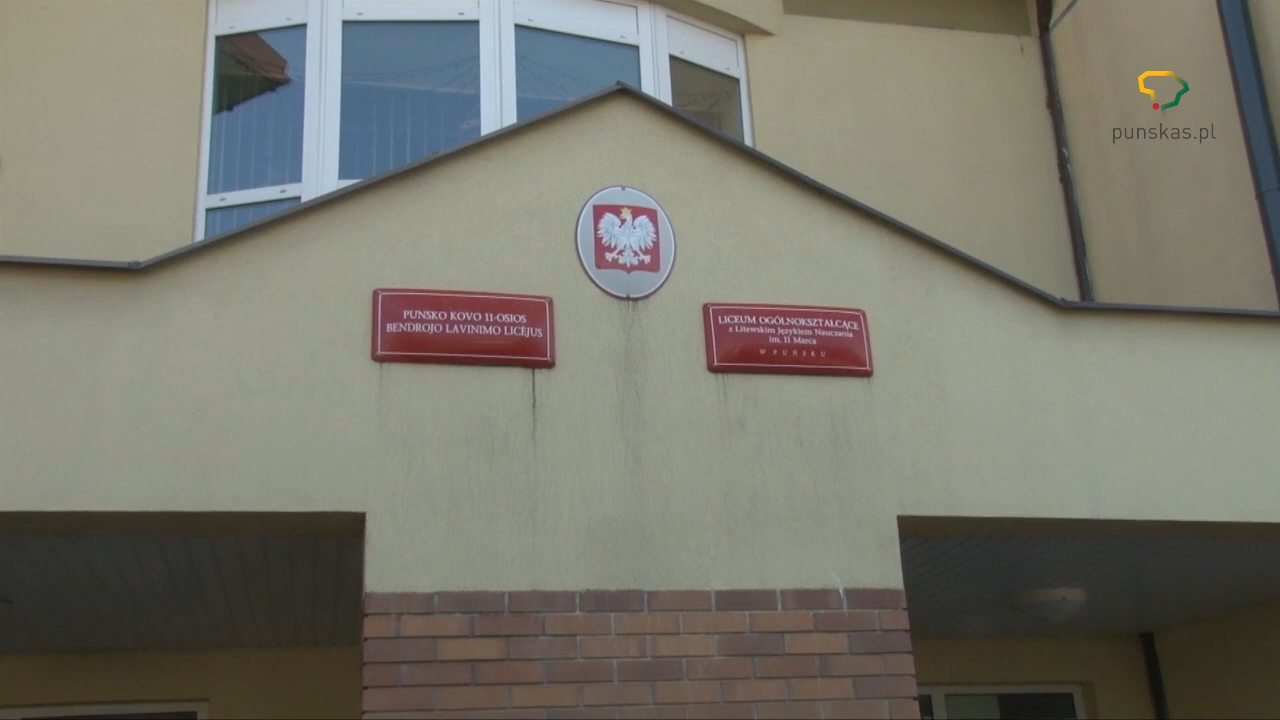 punskas.pl
PUNSKO KOVO 11-OSIOS
BENDROJO LAVINIMO LICĖJUS
LICEUM OGÓLNOKSZTAŁCĄCE
z Litewskim Językiem Nauczania
im. 11 Marca
W PUŃSKU